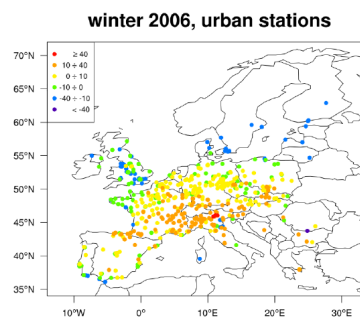 winter 2006, urban stations
70°N
65°N
60°N
55°N
50°N
45°N
40°N
35°N
≥ 40
10 ÷ 40
0 ÷ 10
-10 ÷ 0
-40 ÷ -10
< -40
10°W 0° 10°E 20°E 30°E